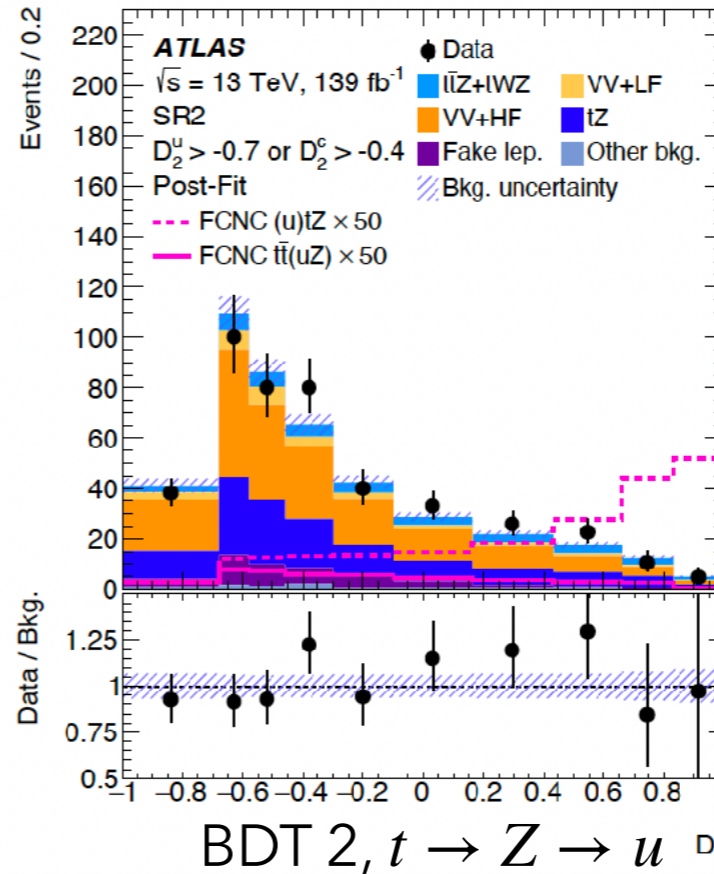 Events / 0.2
220
200
180
160
140
120
100
80
60
40
20
0
ATLAS
√s = 13 TeV, 139 fb⁻¹
SR2
D₂ᵘ > -0.7 or D₂ᶜ > -0.4
Post-Fit
FCNC (u)tZ × 50
FCNC tt̄(uZ) × 50
Data
tt̄Z+tWZ VV+LF
VV+HF tZ
Fake lep. Other bkg.
Bkg. uncertainty
Data / Bkg.
1.25
1
0.75
0.5
−1 −0.8 −0.6 −0.4 −0.2 0 0.2 0.4 0.6 0.8
BDT 2, t → Z → u D